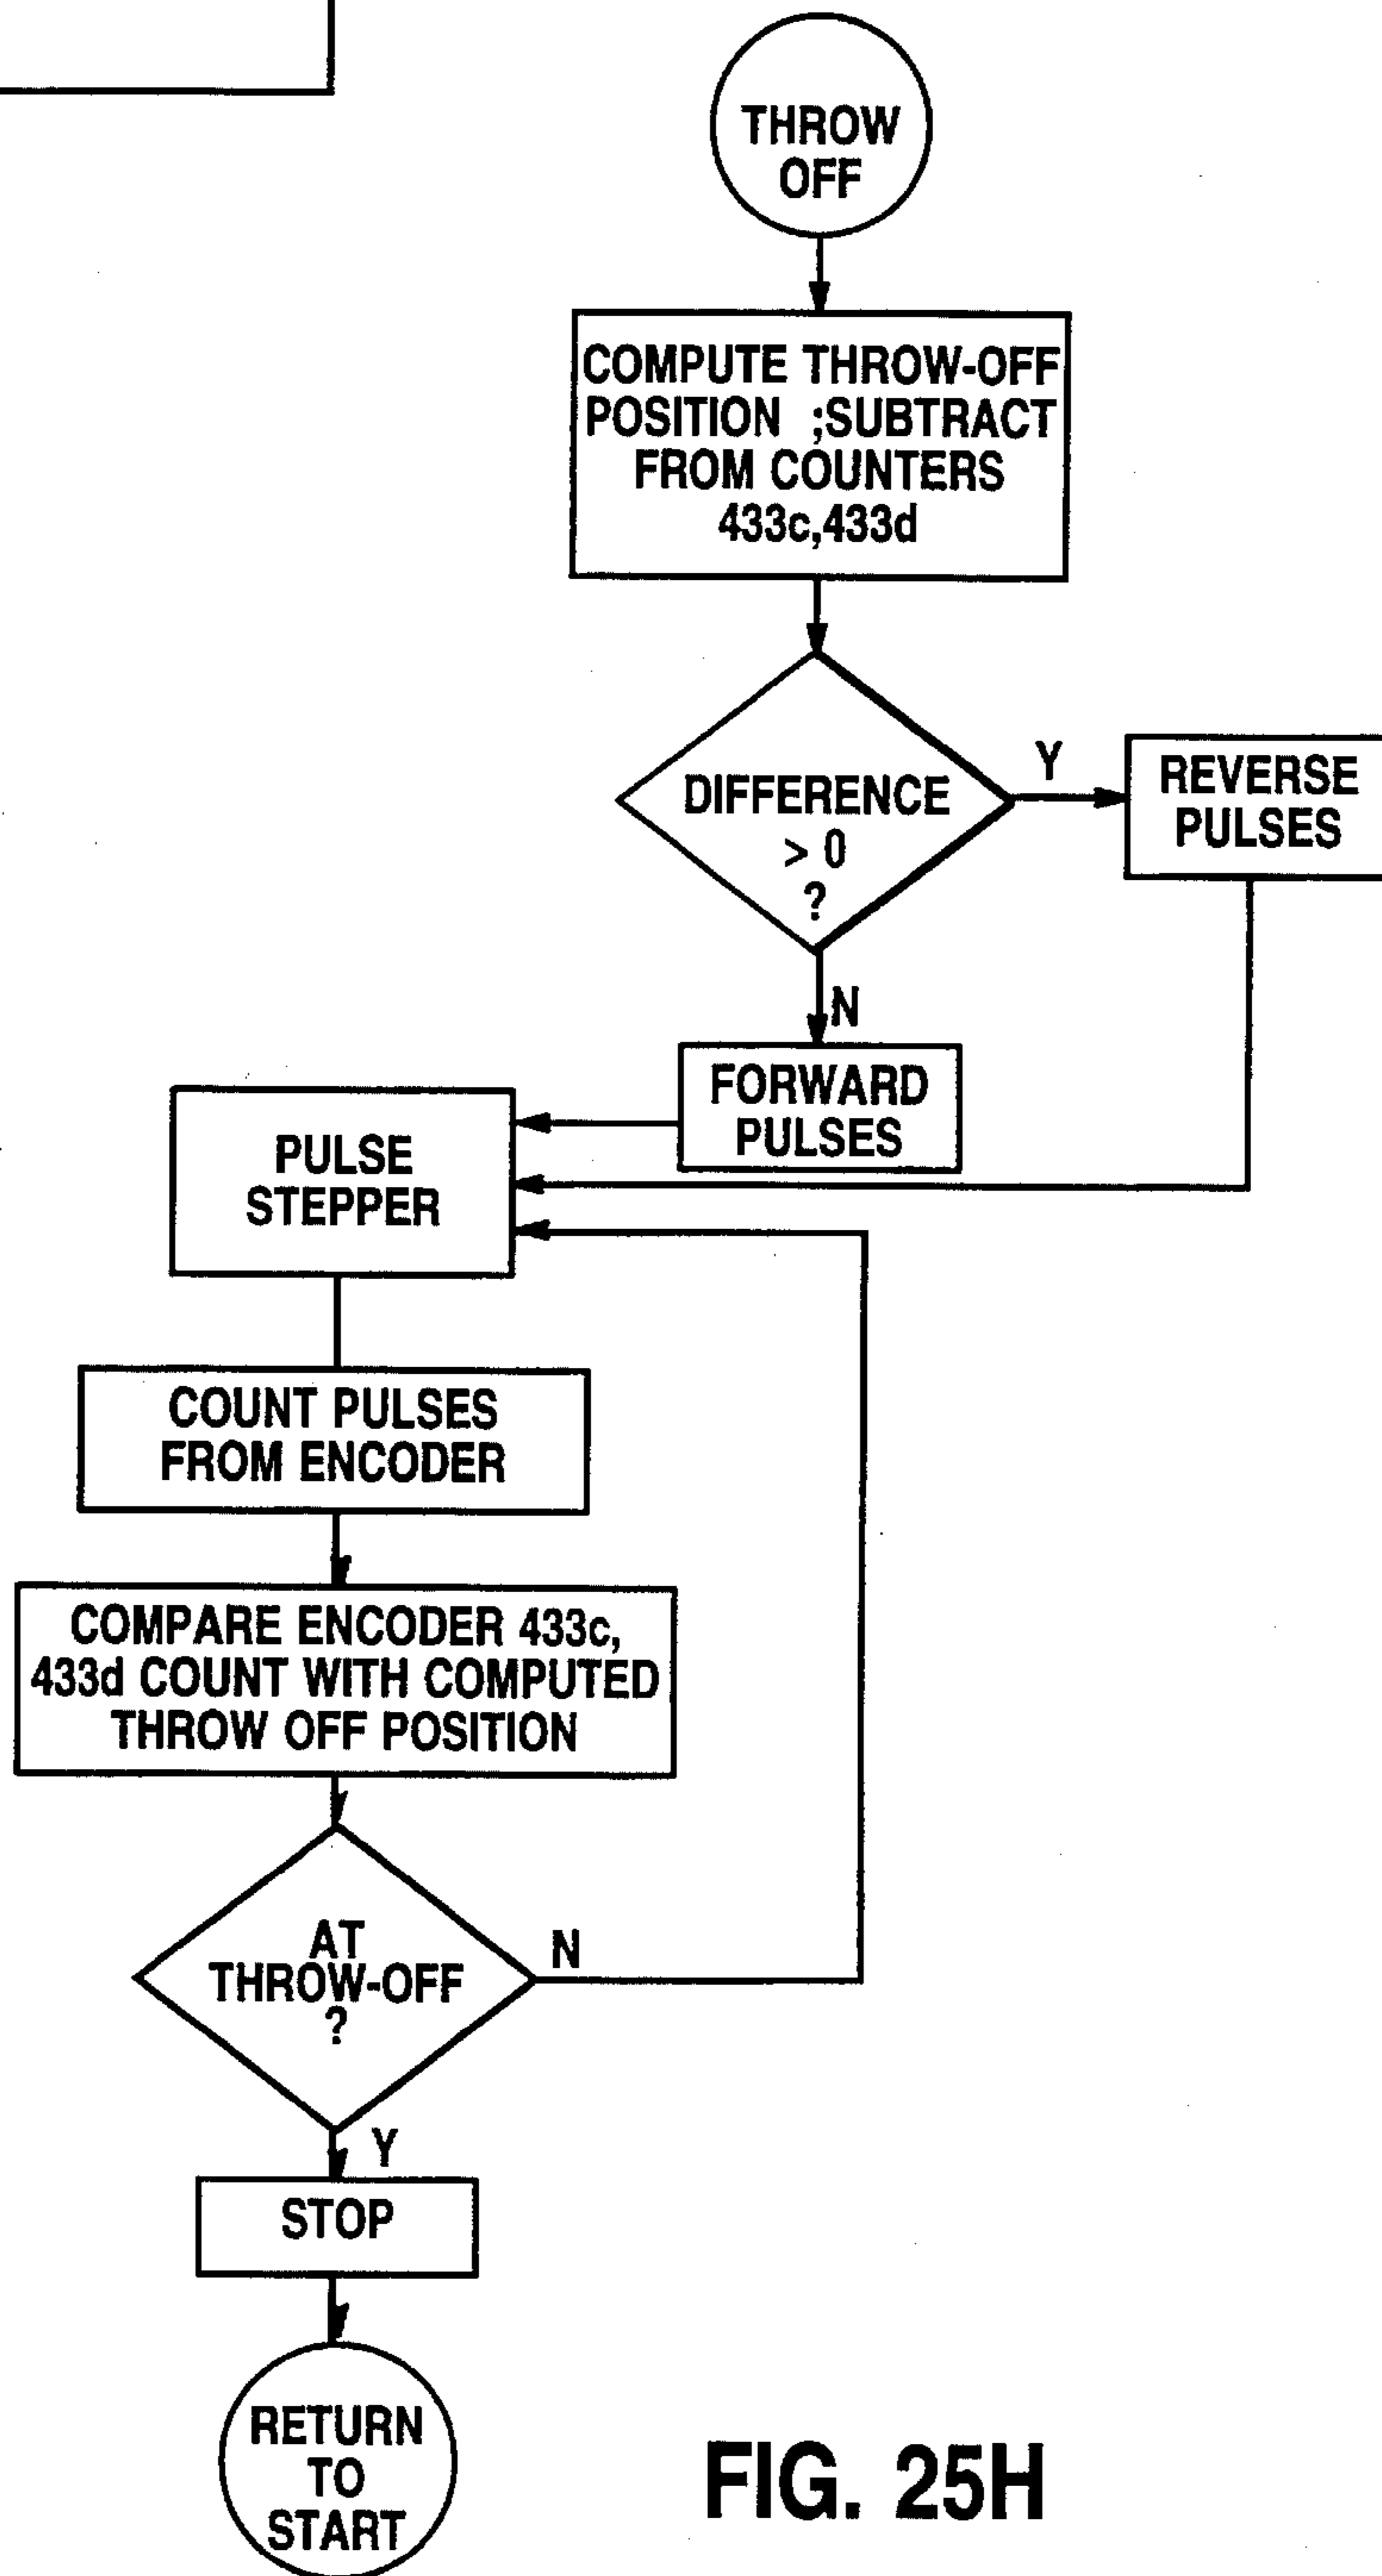 THROW
OFF
COMPUTE THROW-OFF
POSITION ;SUBTRACT
FROM COUNTERS
433c,433d
DIFFERENCE
> 0
?
Y
REVERSE
PULSES
N
FORWARD
PULSES
PULSE
STEPPER
COUNT PULSES
FROM ENCODER
COMPARE ENCODER 433c,
433d COUNT WITH COMPUTED
THROW OFF POSITION
AT
THROW-OFF
?
N
Y
STOP
RETURN
TO
START
FIG. 25H